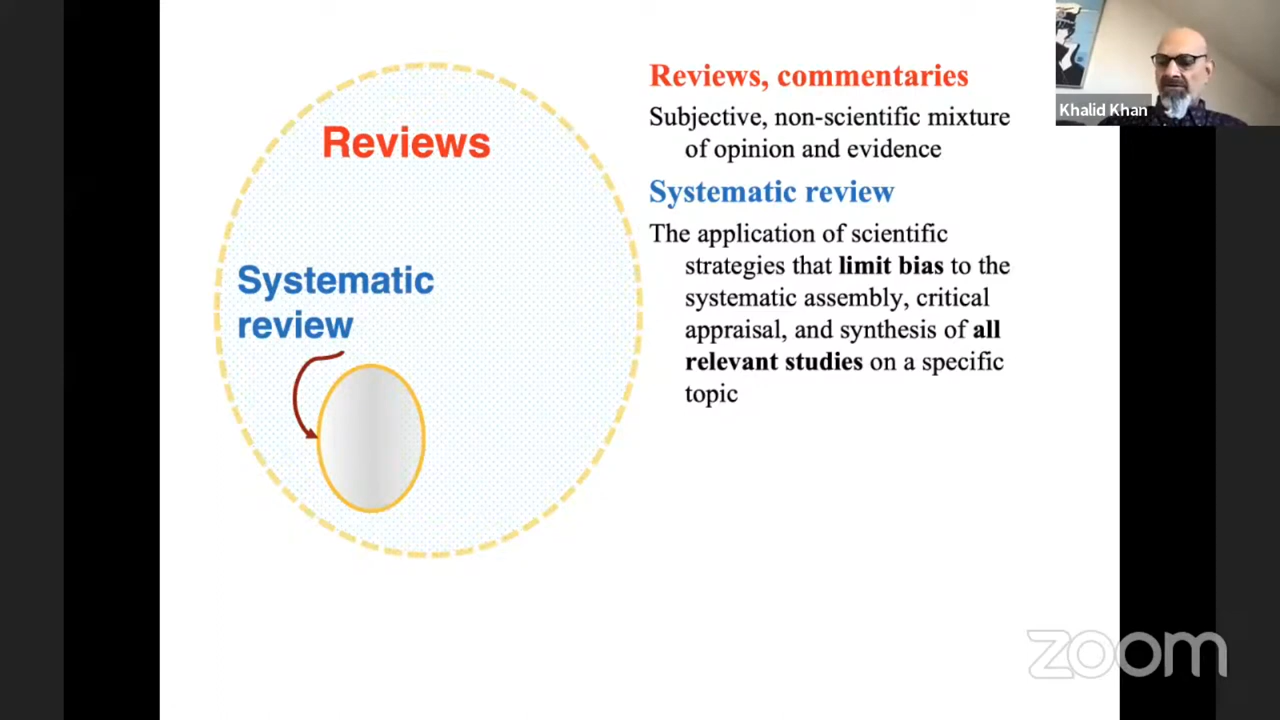 Reviews
Systematic
review
Reviews, commentaries
Subjective, non-scientific mixture
of opinion and evidence
Systematic review
The application of scientific
strategies that limit bias to the
systematic assembly, critical
appraisal, and synthesis of all
relevant studies on a specific
topic
Khalid Khan
zoom